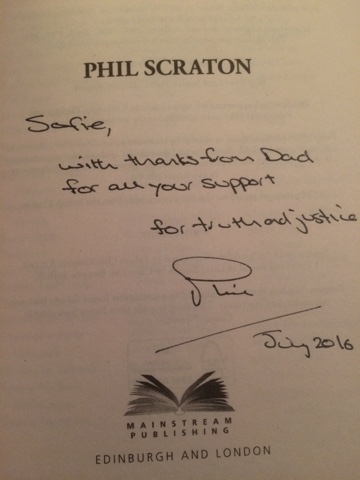 PHIL SCRATON
Sofie,
with thanks from Dad
for all your support
for truth and justice
Phil
July 2016
MAINSTREAM
PUBLISHING
EDINBURGH AND LONDON